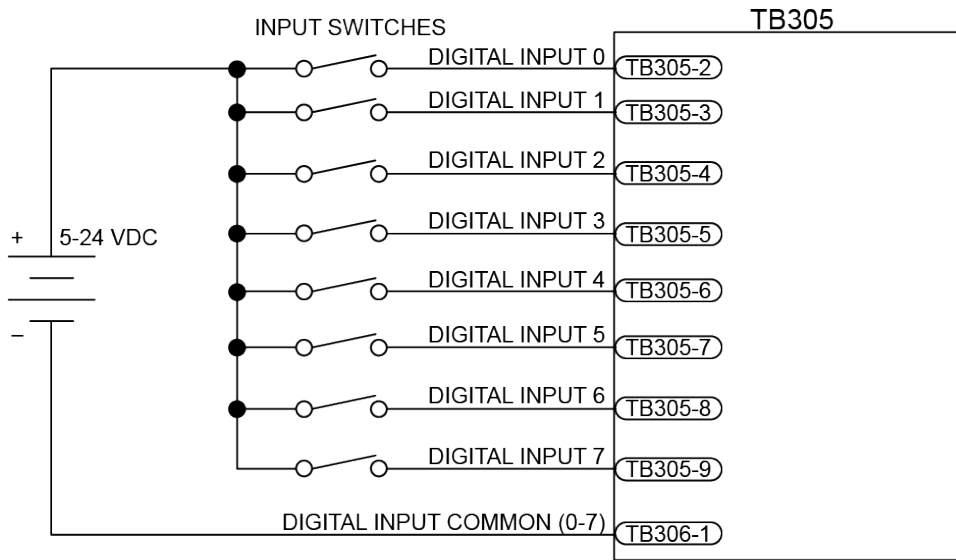 TB305
INPUT SWITCHES
DIGITAL INPUT 0 TB305-2
DIGITAL INPUT 1 TB305-3
DIGITAL INPUT 2 TB305-4
DIGITAL INPUT 3 TB305-5
+ 5-24 VDC
DIGITAL INPUT 4 TB305-6
–
DIGITAL INPUT 5 TB305-7
DIGITAL INPUT 6 TB305-8
DIGITAL INPUT 7 TB305-9
DIGITAL INPUT COMMON (0-7) TB306-1